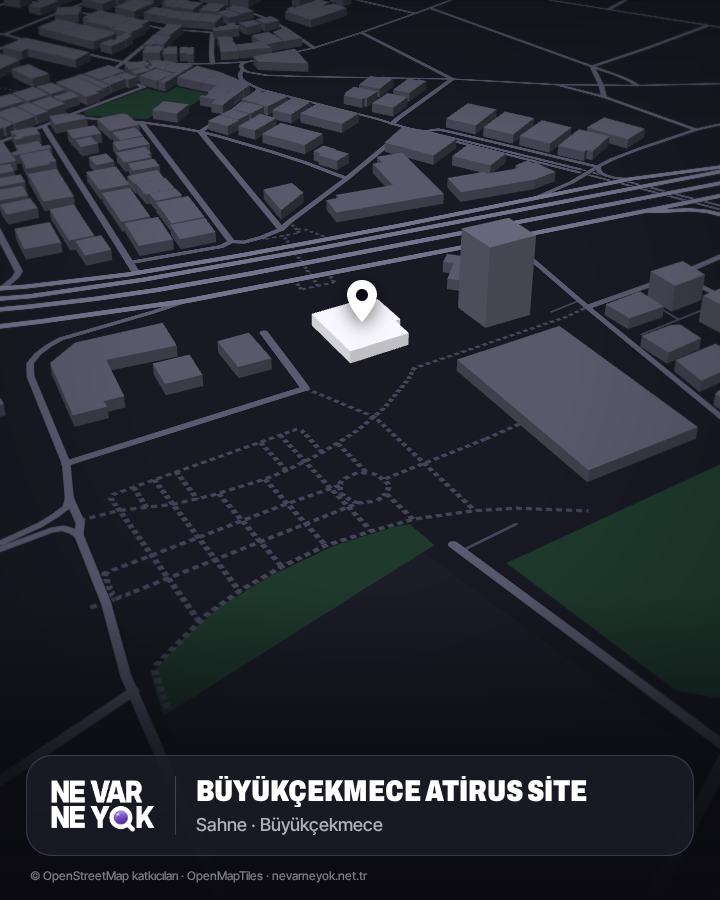 NE VAR
NE YOK
BÜYÜKÇEKMECE ATİRUS SİTE
Sahne · Büyükçekmece
© OpenStreetMap katkıcıları · OpenMapTiles · nevarneyok.net.tr